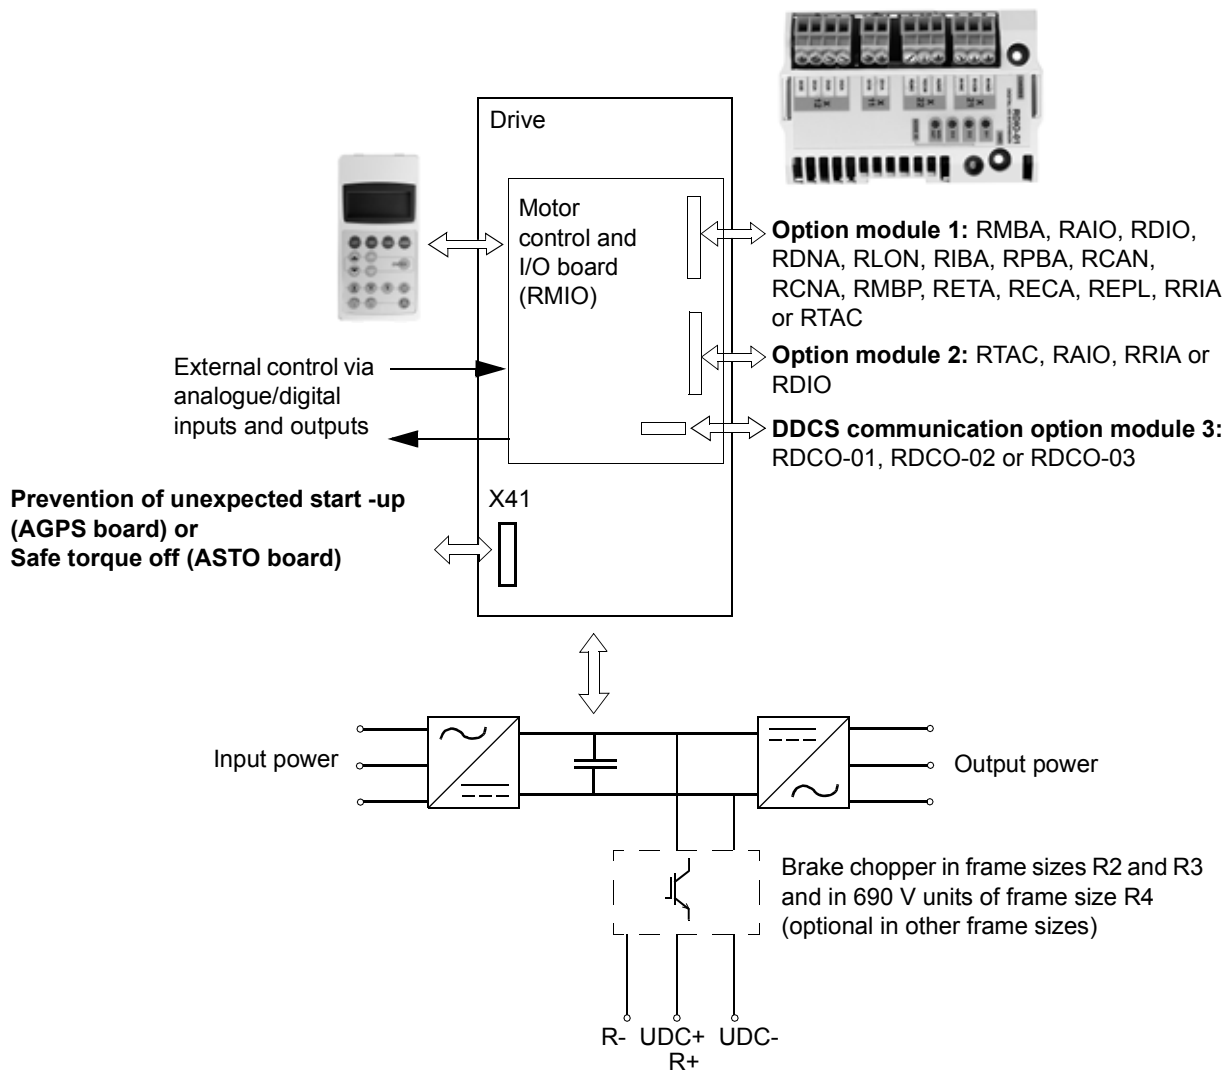 Drive
Motor
control and
I/O board
(RMIO)
Option module 1: RMBA, RAIO, RDIO,
RDNA, RLON, RIBA, RPBA, RCAN,
RCNA, RMBP, RETA, RECA, REPL, RRIA
or RTAC
Option module 2: RTAC, RAIO, RRIA or
RDIO
DDCS communication option module 3:
RDCO-01, RDCO-02 or RDCO-03
External control via
analogue/digital
inputs and outputs
Prevention of unexpected start -up
(AGPS board) or
Safe torque off (ASTO board)
X41
Input power
Output power
Brake chopper in frame sizes R2 and R3
and in 690 V units of frame size R4
(optional in other frame sizes)
R- UDC+ UDC-
R+